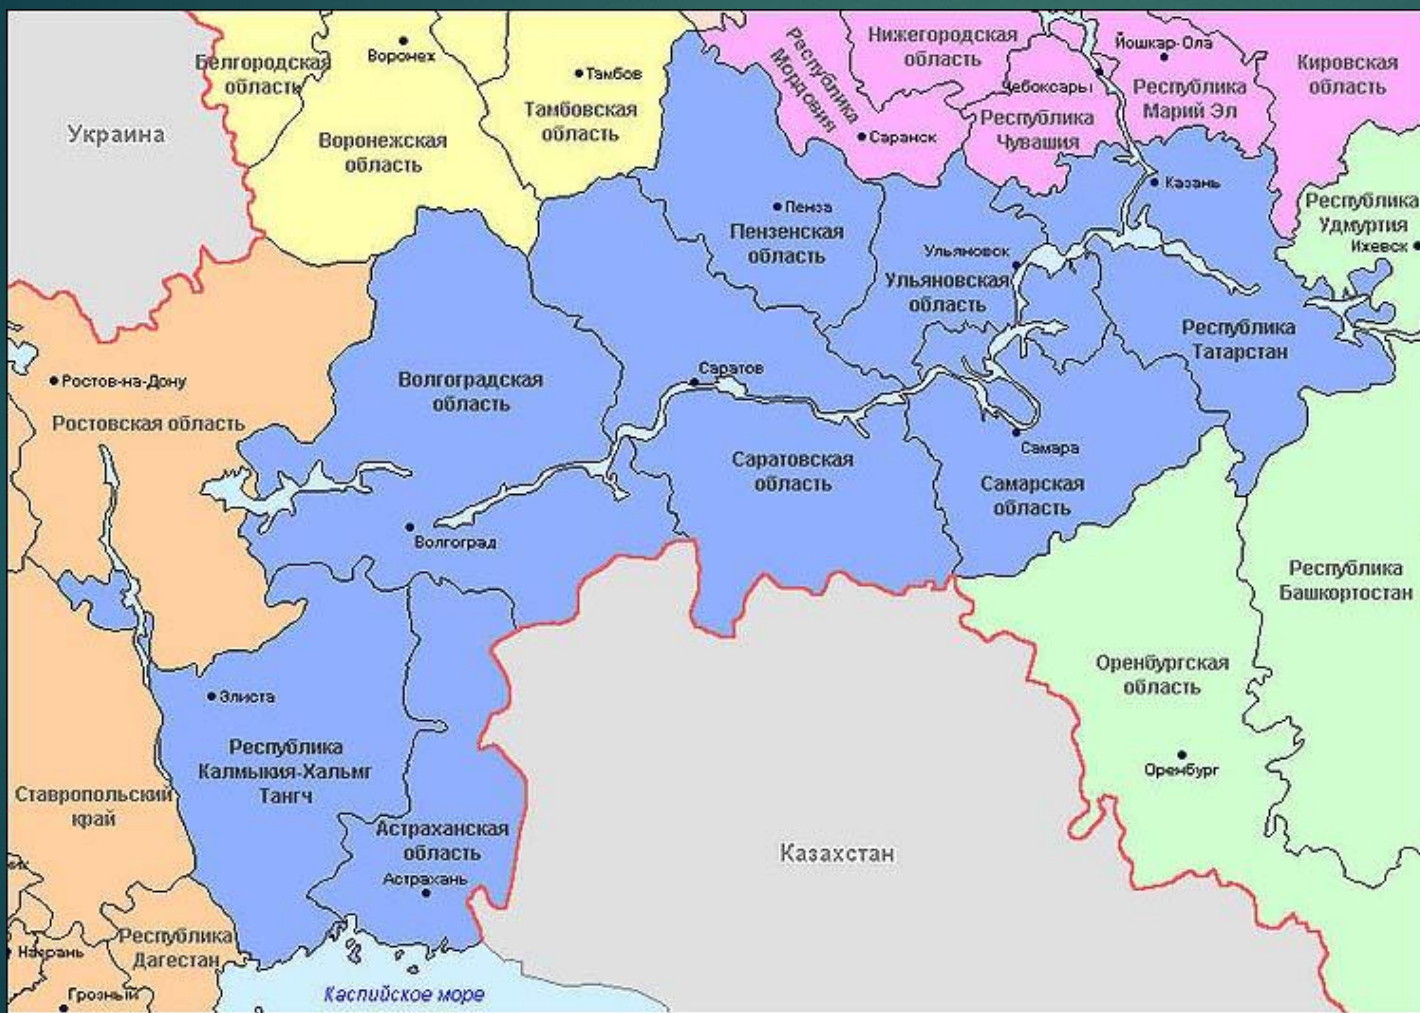 Белгородская
область
Воронех
Тамбов
Тамбовская
область
Воронежская
область
Украина
Республика
Мордовия
Нижегородская
область
Саранск
Чебоксары
Республика
Чувашия
Йошкар-Ола
Республика
Марий Эл
Кировская
область
Казань
Республика
Удмуртия
Ихевск
Пенза
Пензенская
область
Ульяновск
Ульяновская
область
Республика
Татарстан
Ростов-на-Дону
Ростовская область
Волгоградская
область
Саратов
Саратовская
область
Самара
Самарская
область
Волгоград
Республика
Башкортостан
Оренбургская
область
Оренбург
Элиста
Республика
Калмыкия-Хальмг
Тангч
Ставропольский
край
Астраханская
область
Астрахань
Казахстан
Республика
Дагестан
Назрань
Грозный
Каспийское море